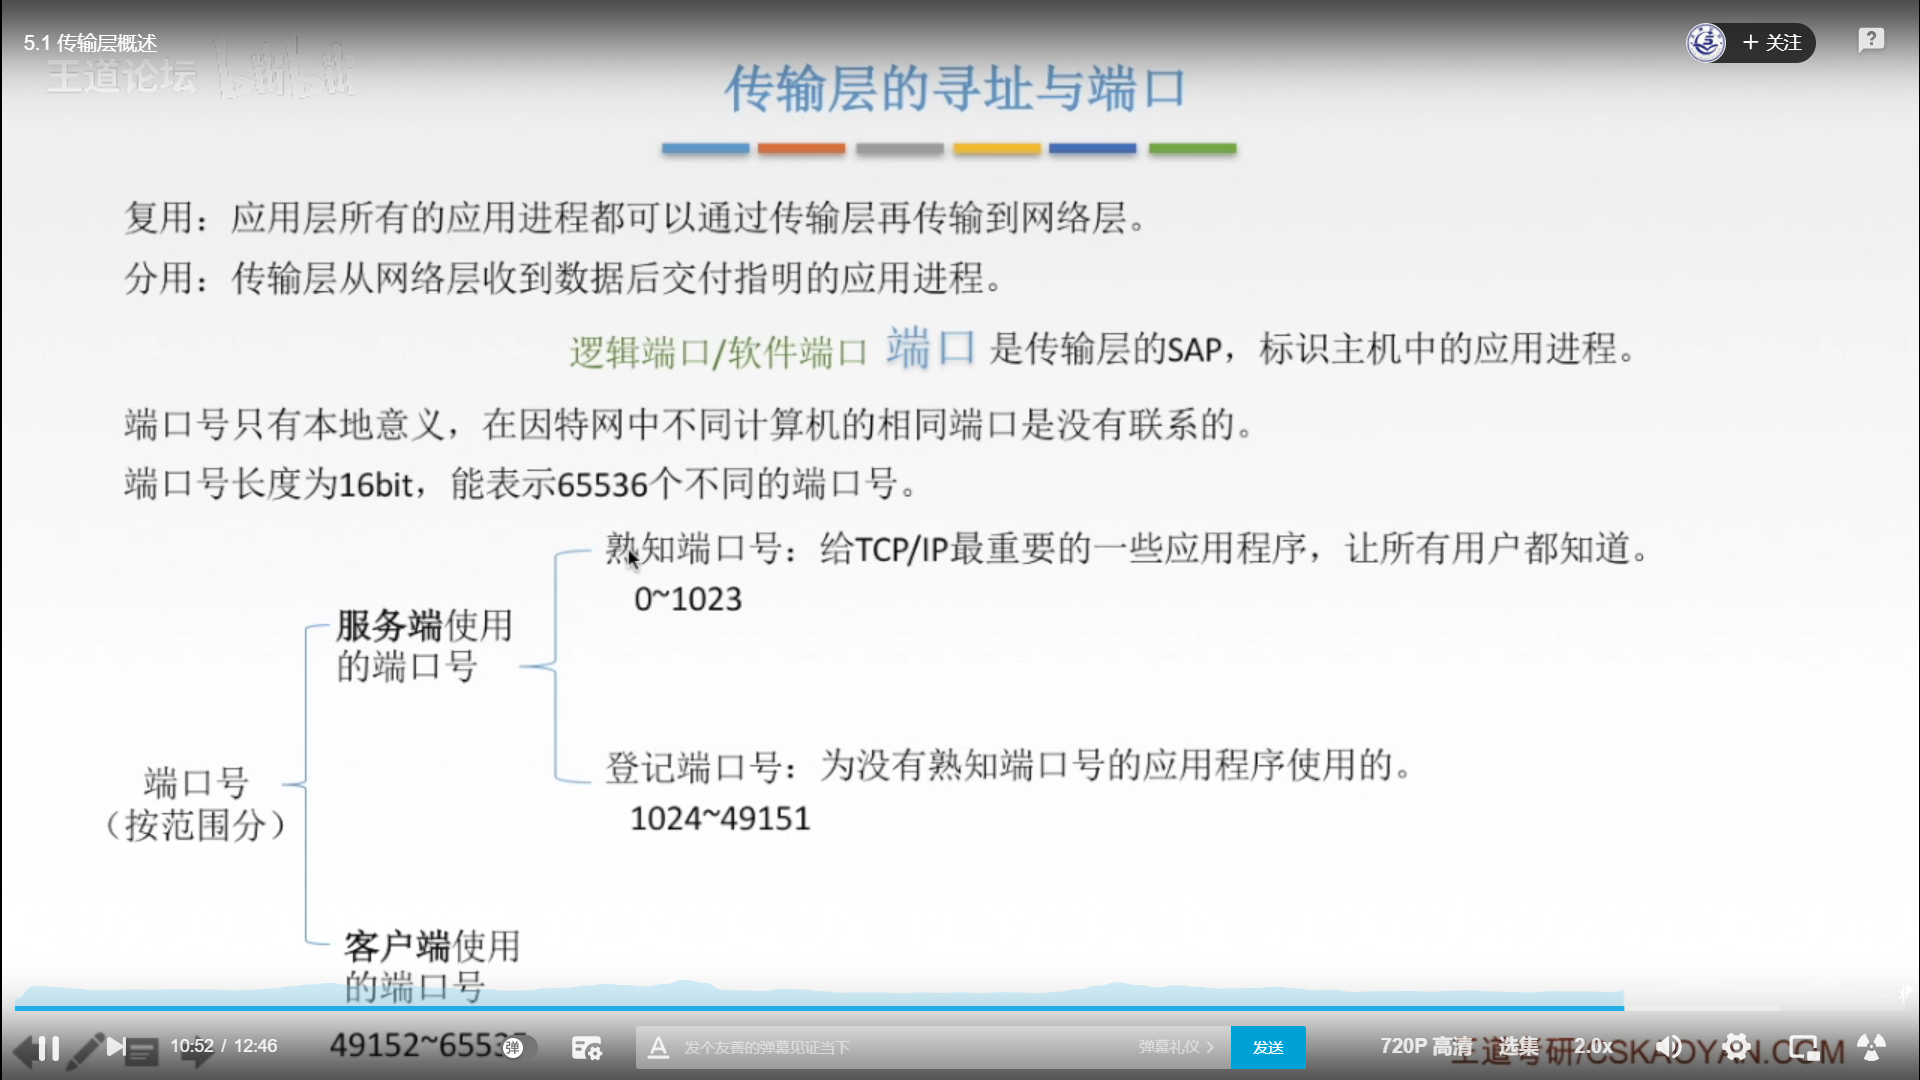 5.1 传输层概述
王道论坛 bilibili
+ 关注
传输层的寻址与端口
复用：应用层所有的应用进程都可以通过传输层再传输到网络层。
分用：传输层从网络层收到数据后交付指明的应用进程。
逻辑端口/软件端口 端口 是传输层的SAP，标识主机中的应用进程。
端口号只有本地意义，在因特网中不同计算机的相同端口是没有联系的。
端口号长度为16bit，能表示65536个不同的端口号。
熟知端口号：给TCP/IP最重要的一些应用程序，让所有用户都知道。
0~1023
服务端使用
的端口号
登记端口号：为没有熟知端口号的应用程序使用的。
1024~49151
端口号
（按范围分）
客户端使用
的端口号
49152~65535
10:52 / 12:46
弹
发个友善的弹幕见证当下
弹幕礼仪 >
发送
720P 高清
选集
2.0x
王道考研/CSKAOYAN.COM